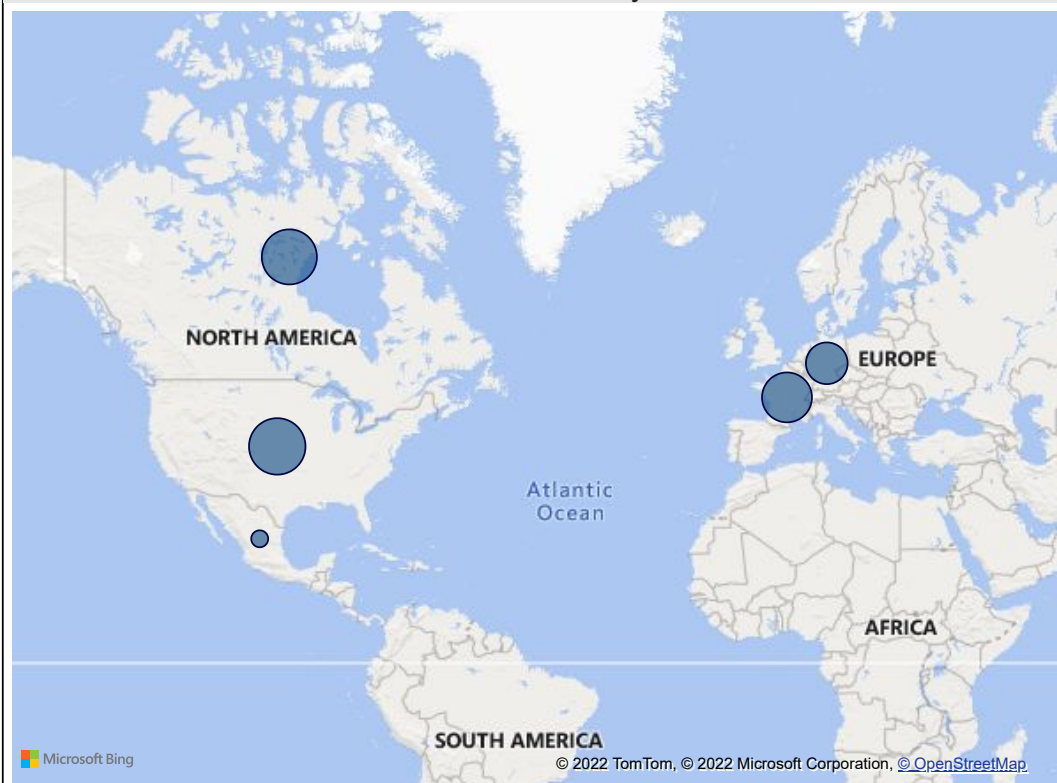 NORTH AMERICA
EUROPE
Atlantic
Ocean
AFRICA
SOUTH AMERICA
Microsoft Bing
© 2022 TomTom, © 2022 Microsoft Corporation, © OpenStreetMap